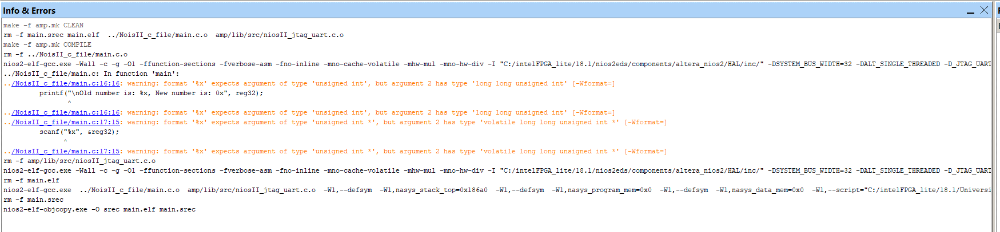 Info & Errors
make -f amp.mk CLEAN
rm -f main.srec main.elf  ../NoisII_c_file/main.c.o  amp/lib/src/niosII_jtag_uart.c.o
make -f amp.mk COMPILE
rm -f ../NoisII_c_file/main.c.o
nios2-elf-gcc.exe -Wall -c -g -O1 -ffunction-sections -fverbose-asm -fno-inline -mno-cache-volatile -mhw-mul -mno-hw-div -I "C:/intelFPGA_lite/18.1/nios2eds/components/altera_nios2/HAL/inc/" -DSYSTEM_BUS_WIDTH=32 -DALT_SINGLE_THREADED -D_JTAG_UART
../NoisII_c_file/main.c: In function 'main':
../NoisII_c_file/main.c:16:16: warning: format '%x' expects argument of type 'unsigned int', but argument 2 has type 'long long unsigned int' [-Wformat=]
printf("\nOld number is: %x, New number is: 0x", reg32);
^
../NoisII_c_file/main.c:16:16: warning: format '%x' expects argument of type 'unsigned int', but argument 2 has type 'long long unsigned int' [-Wformat=]
../NoisII_c_file/main.c:17:15: warning: format '%x' expects argument of type 'unsigned int *', but argument 2 has type 'volatile long long unsigned int *' [-Wformat=]
scanf("%x", &reg32);
^
../NoisII_c_file/main.c:17:15: warning: format '%x' expects argument of type 'unsigned int *', but argument 2 has type 'volatile long long unsigned int *' [-Wformat=]
rm -f amp/lib/src/niosII_jtag_uart.c.o
nios2-elf-gcc.exe -Wall -c -g -O1 -ffunction-sections -fverbose-asm -fno-inline -mno-cache-volatile -mhw-mul -mno-hw-div -I "C:/intelFPGA_lite/18.1/nios2eds/components/altera_nios2/HAL/inc/" -DSYSTEM_BUS_WIDTH=32 -DALT_SINGLE_THREADED -D_JTAG_UART
rm -f main.elf
nios2-elf-gcc.exe  ../NoisII_c_file/main.c.o  amp/lib/src/niosII_jtag_uart.c.o  -Wl,--defsym  -Wl,nasys_stack_top=0x186a0  -Wl,--defsym  -Wl,nasys_program_mem=0x0  -Wl,--defsym  -Wl,nasys_data_mem=0x0  -Wl,--script="C:/intelFPGA_lite/18.1/Universi
rm -f main.srec
nios2-elf-objcopy.exe -O srec main.elf main.srec